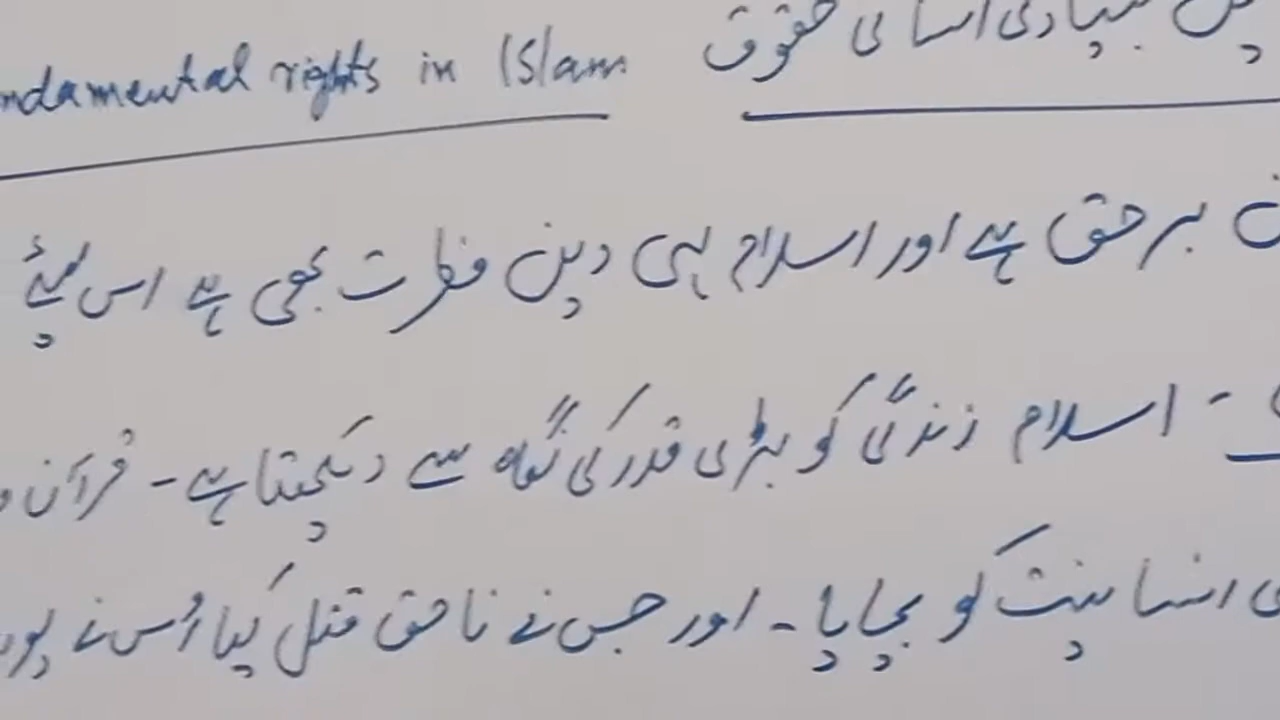 میں بنیادی انسانی حقوق ndamental rights in Islam
برحق ہے اور اسلام ہی دین فطرت بھی ہے اس لیئے
۔ اسلام زندگی کو بڑی قدر کی نگاہ سے دیکھتا ہے ۔ قرآن
انسانیت کو بچایا ۔ اور جس نے ناحق قتل کیا اُس نے